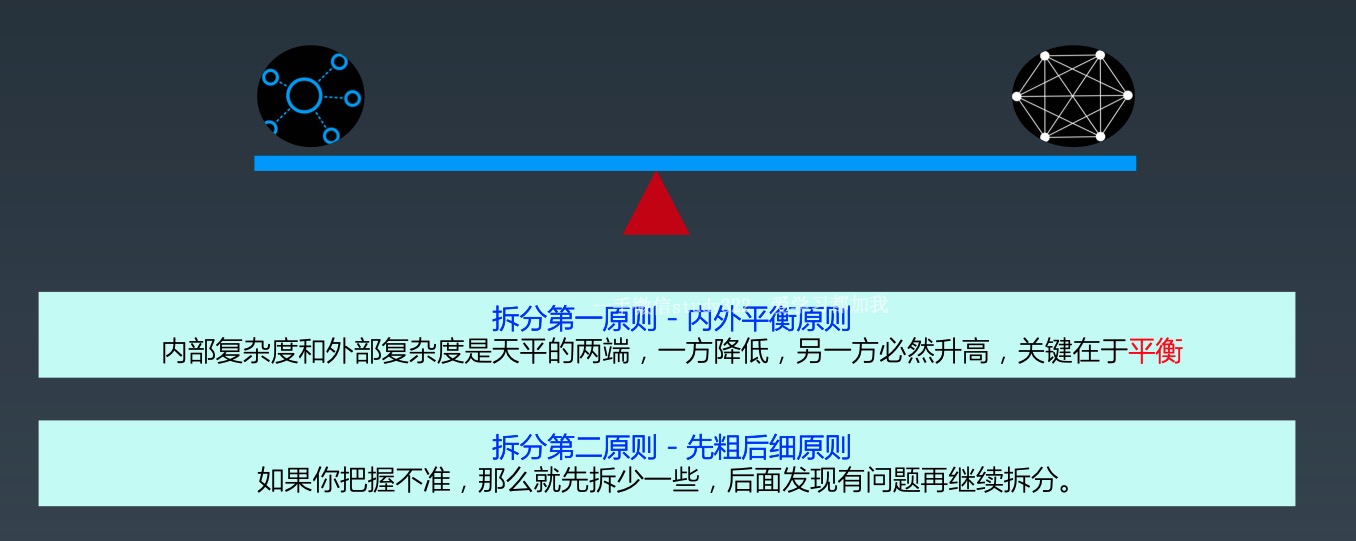 拆分第一原则 - 内外平衡原则
内部复杂度和外部复杂度是天平的两端，一方降低，另一方必然升高，关键在于平衡
拆分第二原则 - 先粗后细原则
如果你把握不准，那么就先拆少一些，后面发现有问题再继续拆分。